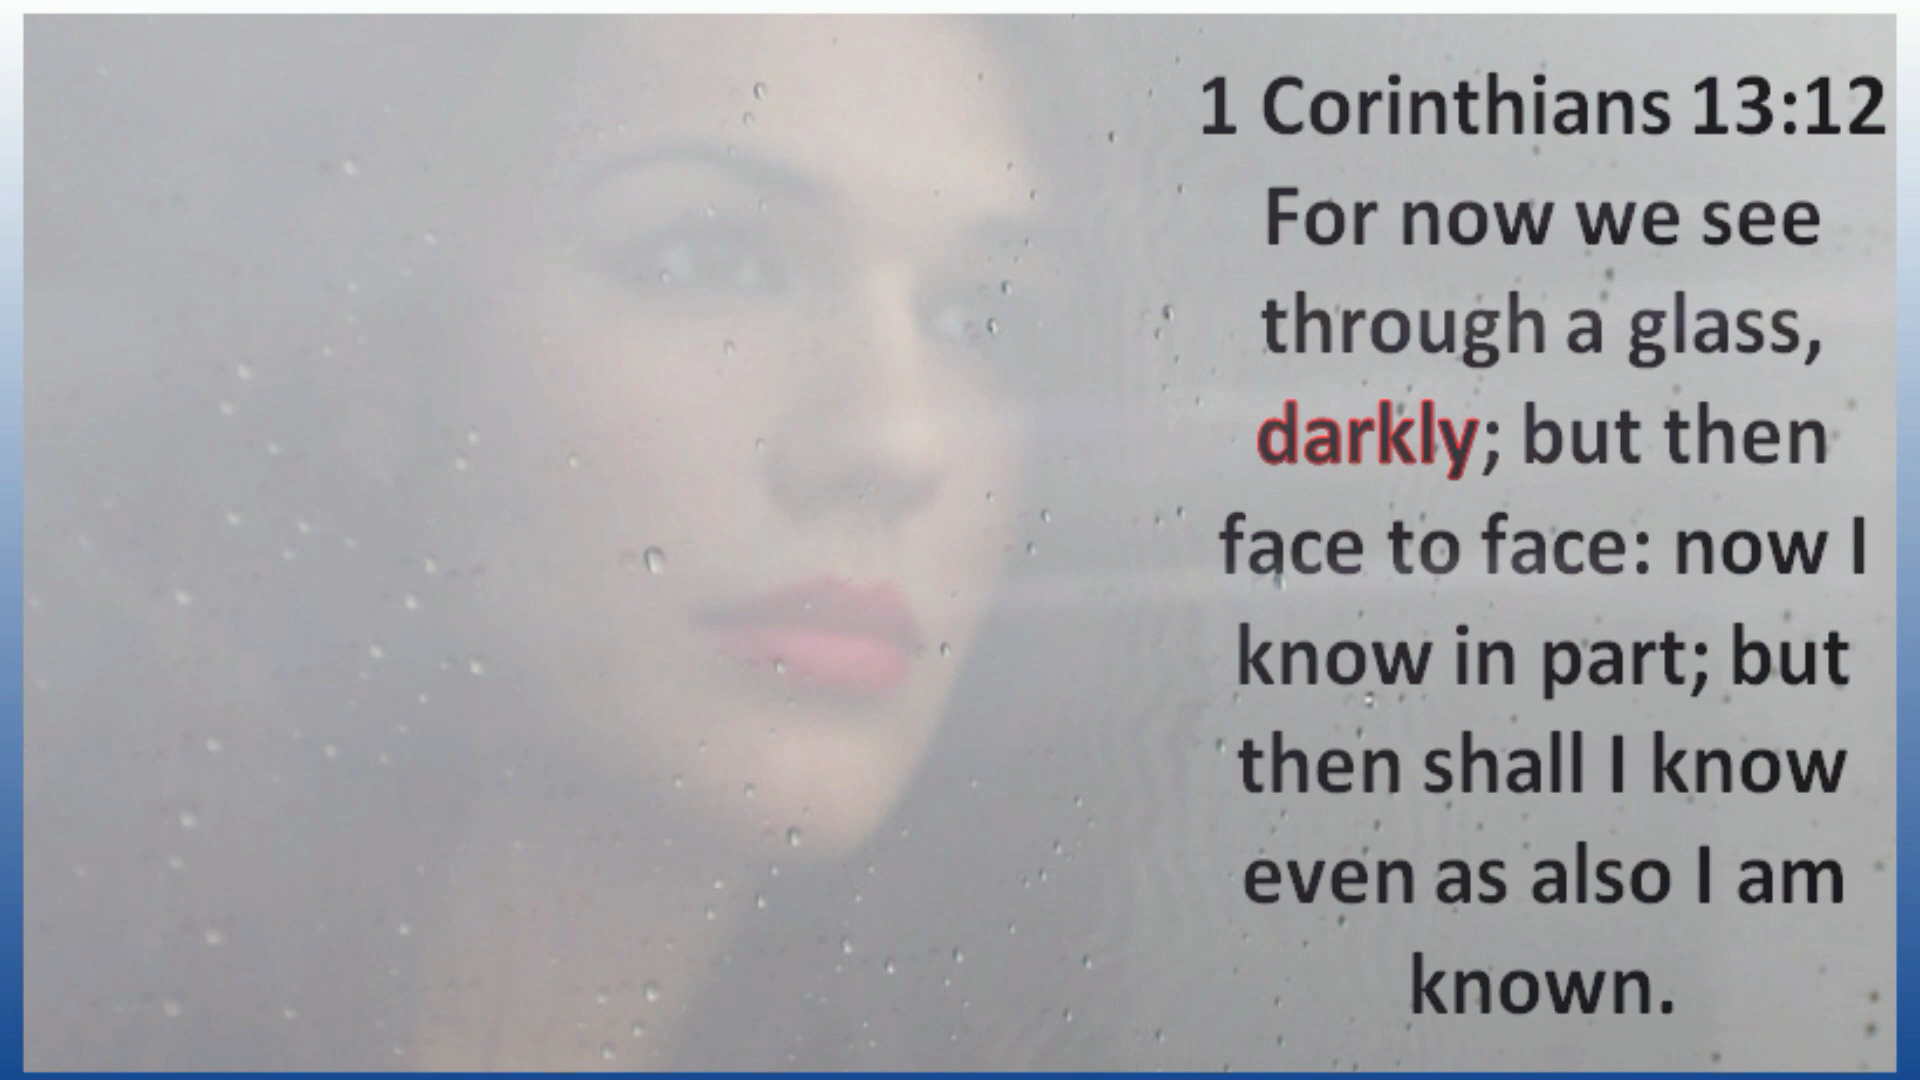 1 Corinthians 13:12
For now we see
through a glass,
darkly; but then
face to face: now I
know in part; but
then shall I know
even as also I am
known.